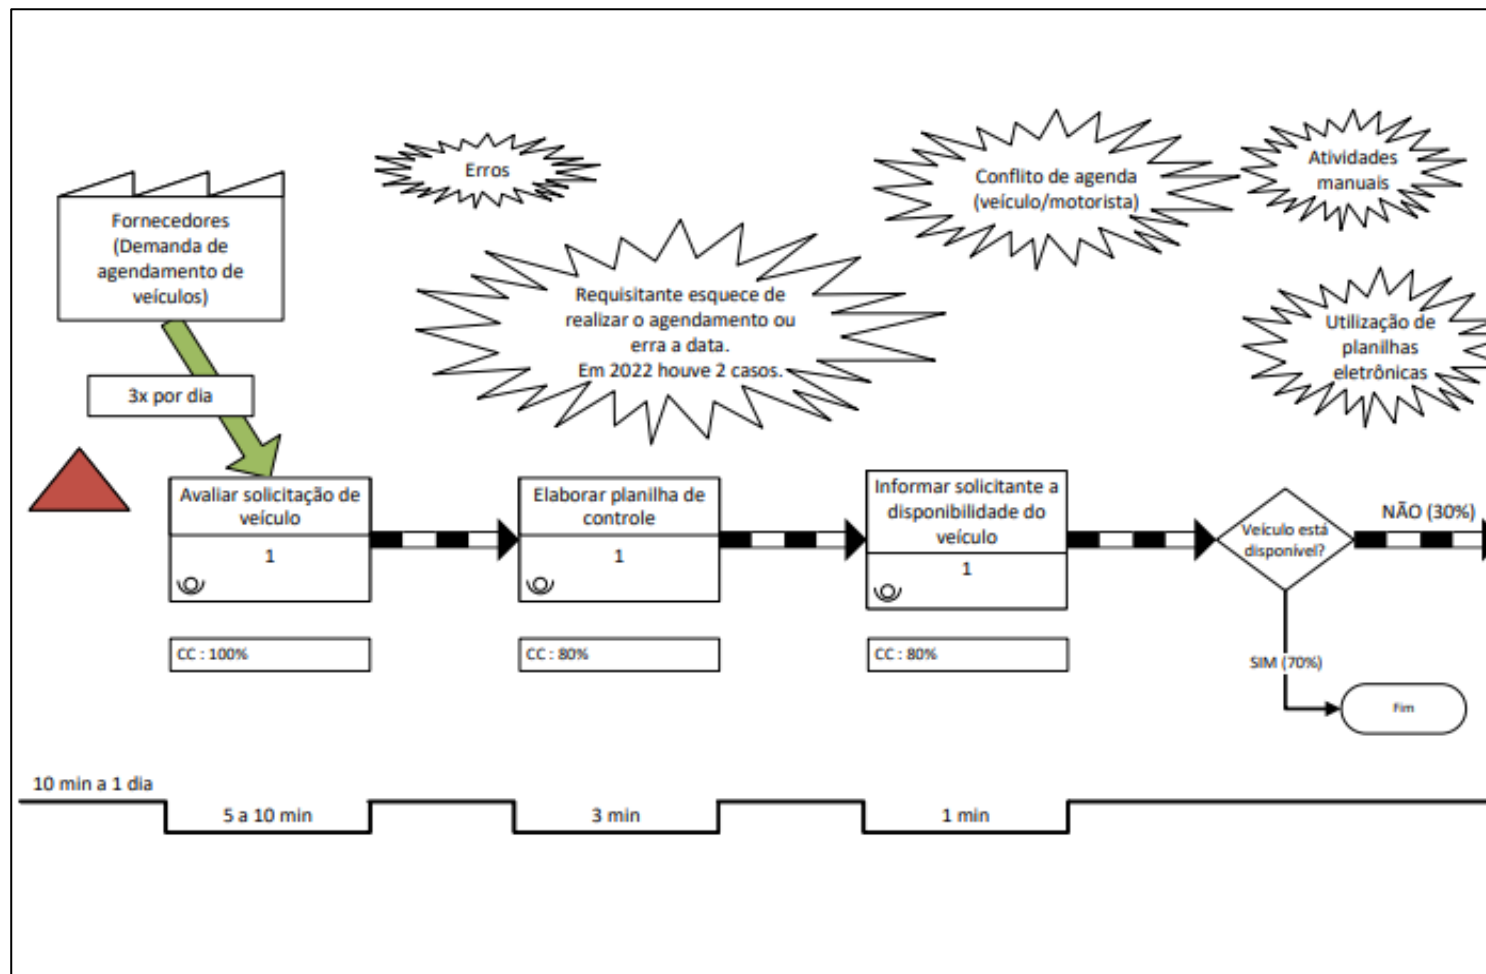 Fornecedores
(Demanda de
agendamento de
veículos)
3x por dia
Erros
Requisitante esquece de
realizar o agendamento ou
erra a data.
Em 2022 houve 2 casos.
Conflito de agenda
(veículo/motorista)
Atividades
manuais
Utilização de
planilhas
eletrônicas
Avaliar solicitação de
veículo
1
CC : 100%
Elaborar planilha de
controle
1
CC : 80%
Informar solicitante a
disponibilidade do
veículo
1
CC : 80%
Veículo está
disponível?
NÃO (30%)
SIM (70%)
Fim
10 min a 1 dia
5 a 10 min
3 min
1 min